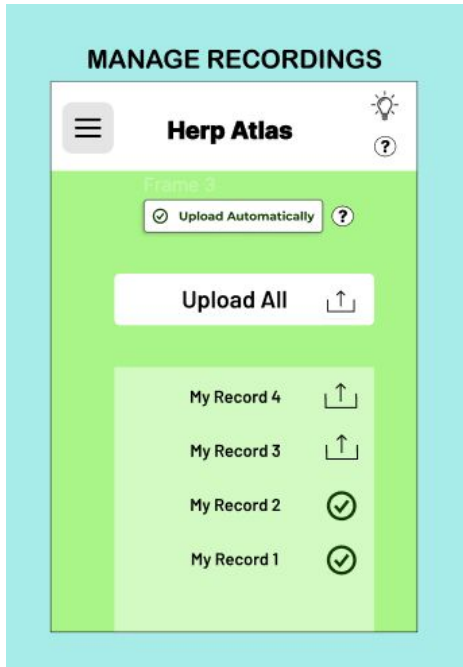 MANAGE RECORDINGS
Herp Atlas
?
Frame 3
Upload Automatically ?
Upload All
My Record 4
My Record 3
My Record 2
My Record 1